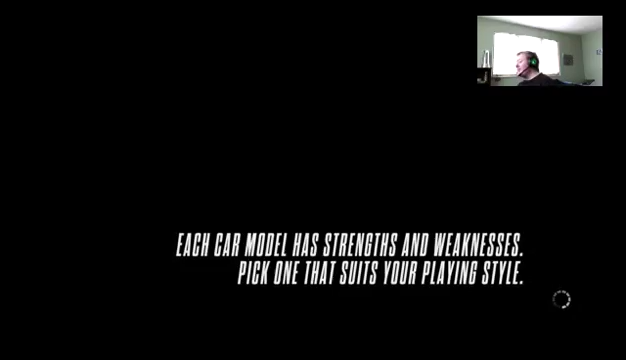 EACH CAR MODEL HAS STRENGTHS AND WEAKNESSES.
PICK ONE THAT SUITS YOUR PLAYING STYLE.